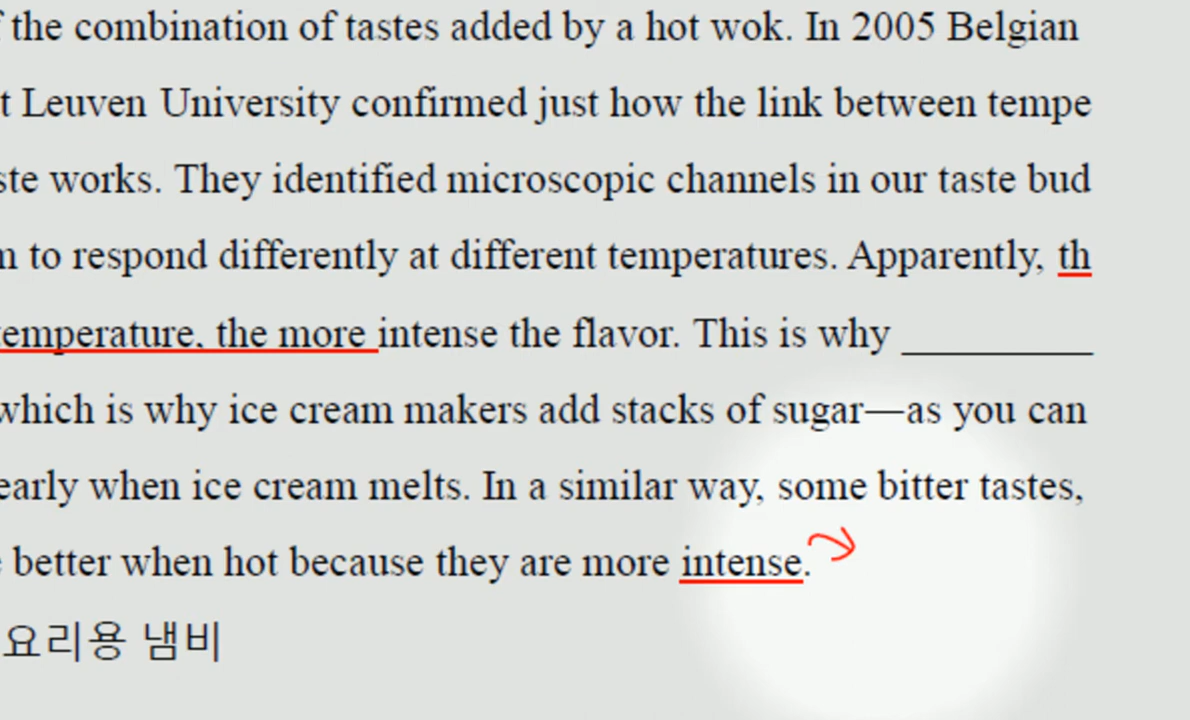 the combination of tastes added by a hot wok. In 2005 Belgian
t Leuven University confirmed just how the link between tempe
ste works. They identified microscopic channels in our taste bud
m to respond differently at different temperatures. Apparently, th
temperature, the more intense the flavor. This is why _________
which is why ice cream makers add stacks of sugar—as you can
early when ice cream melts. In a similar way, some bitter tastes,
better when hot because they are more intense.
요리용 냄비